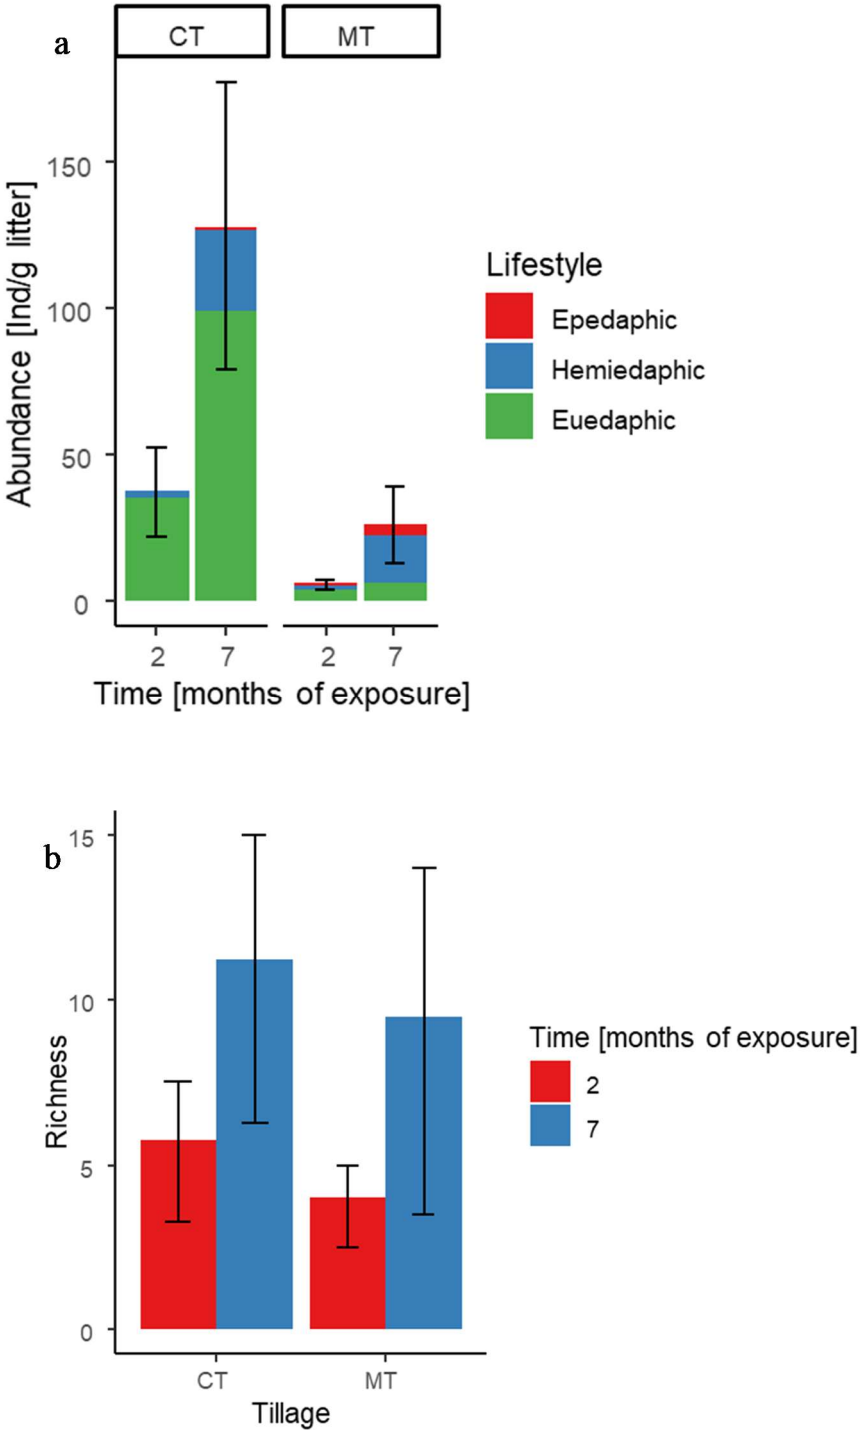 a
CT MT
150
100
50
0
Abundance [Ind/g litter]
2 7 2 7
Time [months of exposure]
Lifestyle
Epedaphic
Hemiedaphic
Euedaphic
b
15
10
5
0
Richness
CT MT
Tillage
Time [months of exposure]
2
7